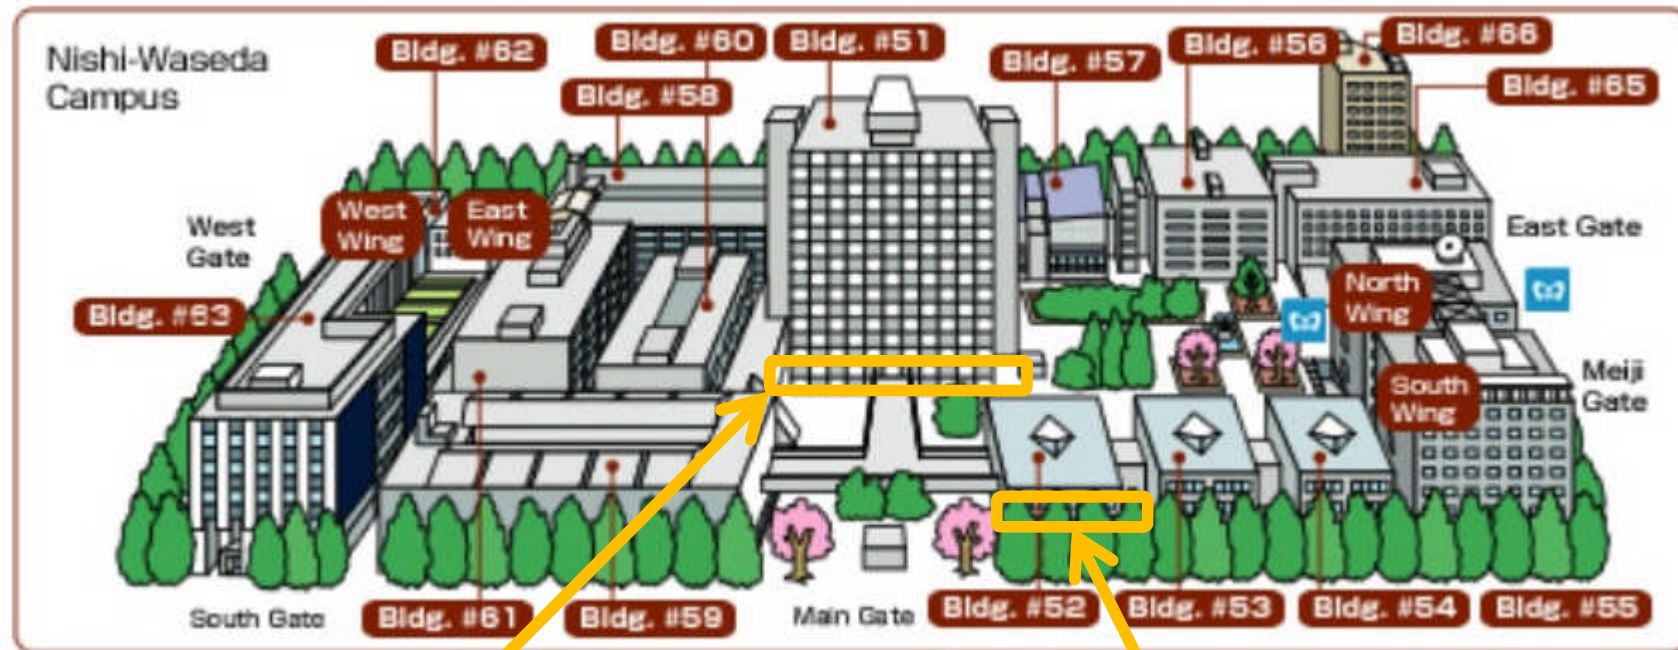 Nishi-Waseda
Campus
Bldg. #62
Bldg. #60
Bldg. #51
Bldg. #58
Bldg. #57
Bldg. #56
Bldg. #66
Bldg. #65
West
Gate
West
Wing
East
Wing
East Gate
Bldg. #63
North
Wing
South
Wing
Meiji
Gate
South Gate
Bldg. #61
Bldg. #59
Main Gate
Bldg. #52
Bldg. #53
Bldg. #54
Bldg. #55